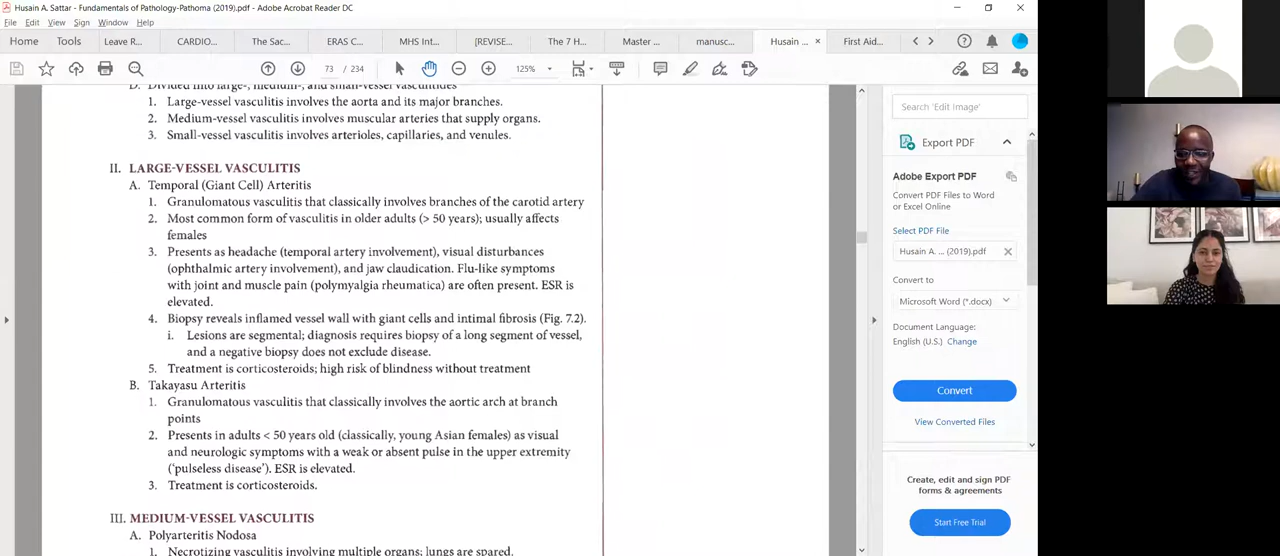 Husain A. Sattar - Fundamentals of Pathology-Pathoma (2019).pdf - Adobe Acrobat Reader DC
File Edit View Sign Window Help
Home Tools Leave R... CARDIO... The Sac... ERAS C... MHS Int... [REVISE... The 7 H... Master ... manusc... Husain ... × First Aid...
73 / 234 125%
D. Divided into large-, medium-, and small-vessel vasculitides
1. Large-vessel vasculitis involves the aorta and its major branches.
2. Medium-vessel vasculitis involves muscular arteries that supply organs.
3. Small-vessel vasculitis involves arterioles, capillaries, and venules.
II. LARGE-VESSEL VASCULITIS
A. Temporal (Giant Cell) Arteritis
1. Granulomatous vasculitis that classically involves branches of the carotid artery
2. Most common form of vasculitis in older adults (> 50 years); usually affects
females
3. Presents as headache (temporal artery involvement), visual disturbances
(ophthalmic artery involvement), and jaw claudication. Flu-like symptoms
with joint and muscle pain (polymyalgia rheumatica) are often present. ESR is
elevated.
4. Biopsy reveals inflamed vessel wall with giant cells and intimal fibrosis (Fig. 7.2).
i. Lesions are segmental; diagnosis requires biopsy of a long segment of vessel,
and a negative biopsy does not exclude disease.
5. Treatment is corticosteroids; high risk of blindness without treatment
B. Takayasu Arteritis
1. Granulomatous vasculitis that classically involves the aortic arch at branch
points
2. Presents in adults < 50 years old (classically, young Asian females) as visual
and neurologic symptoms with a weak or absent pulse in the upper extremity
('pulseless disease'). ESR is elevated.
3. Treatment is corticosteroids.
III. MEDIUM-VESSEL VASCULITIS
A. Polyarteritis Nodosa
1. Necrotizing vasculitis involving multiple organs; lungs are spared.
Search 'Edit Image'
Export PDF
Adobe Export PDF
Convert PDF Files to Word
or Excel Online
Select PDF File
Husain A. ... (2019).pdf
Convert to
Microsoft Word (*.docx)
Document Language:
English (U.S.) Change
Convert
View Converted Files
Create, edit and sign PDF
forms & agreements
Start Free Trial